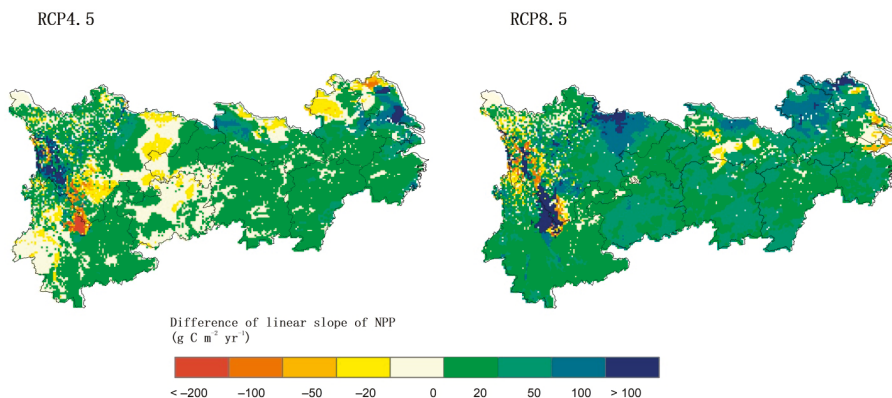 RCP4.5
RCP8.5
Difference of linear slope of NPP
(g C m⁻² yr⁻¹)
< –200 –100 –50 –20 0 20 50 100 > 100